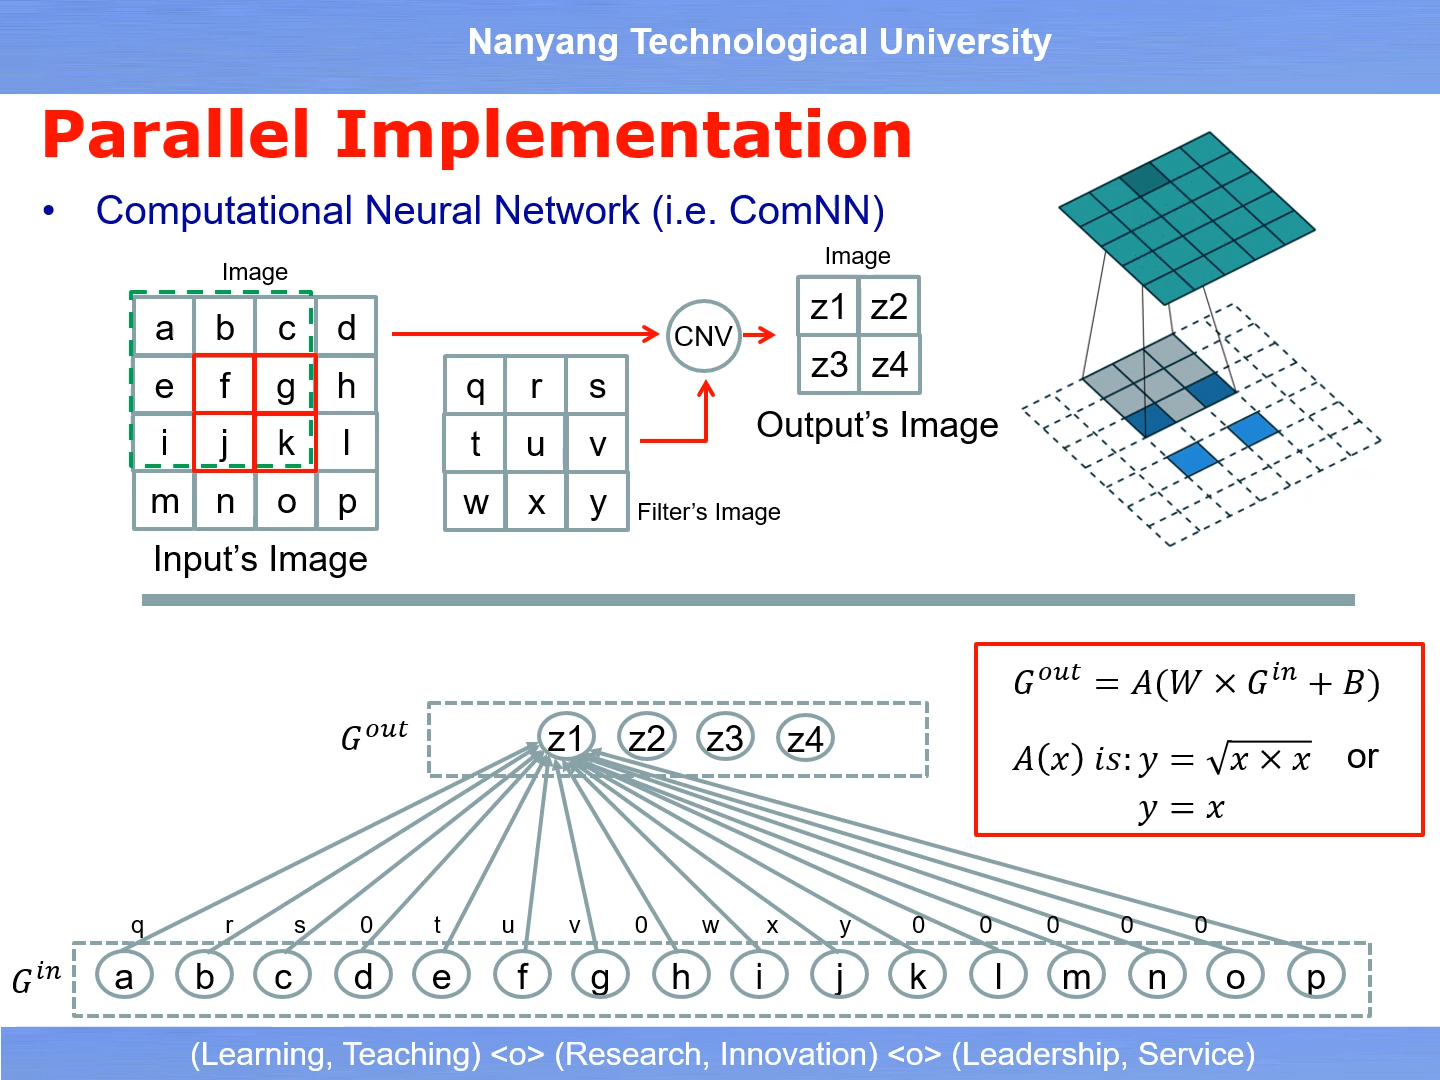 Nanyang Technological University
Parallel Implementation
• Computational Neural Network (i.e. ComNN)
Image
a b c d
e f g h
i j k l
m n o p
Input's Image
q r s
t u v
w x y
Filter's Image
CNV
Image
z1 z2
z3 z4
Output's Image
G^{out} = A(W × G^{in} + B)
A(x) is: y = √x × x or
y = x
G^{out}
z1 z2 z3 z4
q r s 0 t u v 0 w x y 0 0 0 0 0
G^{in}
a b c d e f g h i j k l m n o p
(Learning, Teaching) <o> (Research, Innovation) <o> (Leadership, Service)